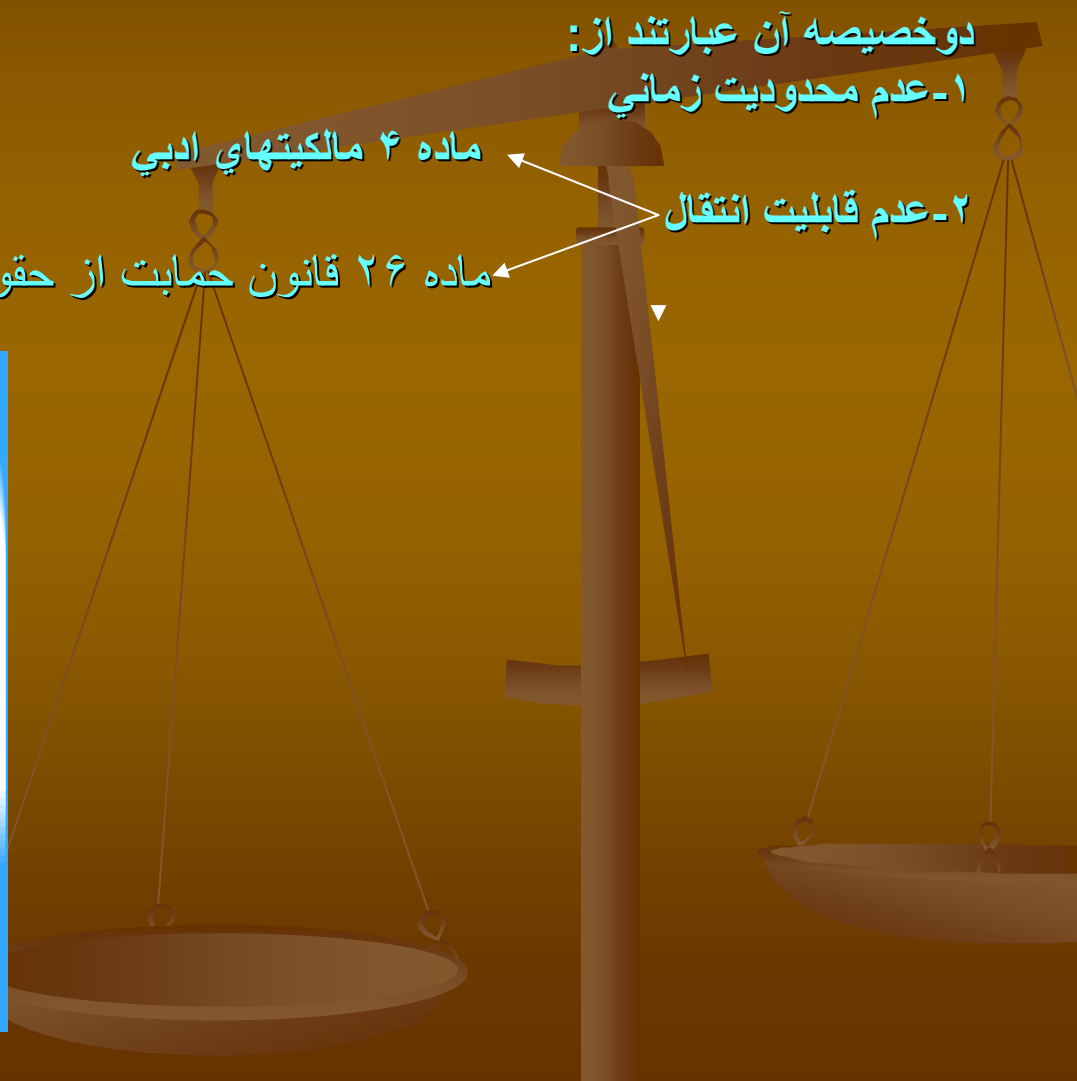 دوخصيصه آن عبارتند از:
۱-عدم محدوديت زماني
ماده ۴ مالكيتهاي ادبي
۲-عدم قابليت انتقال
ماده ۲۶ قانون حمابت از